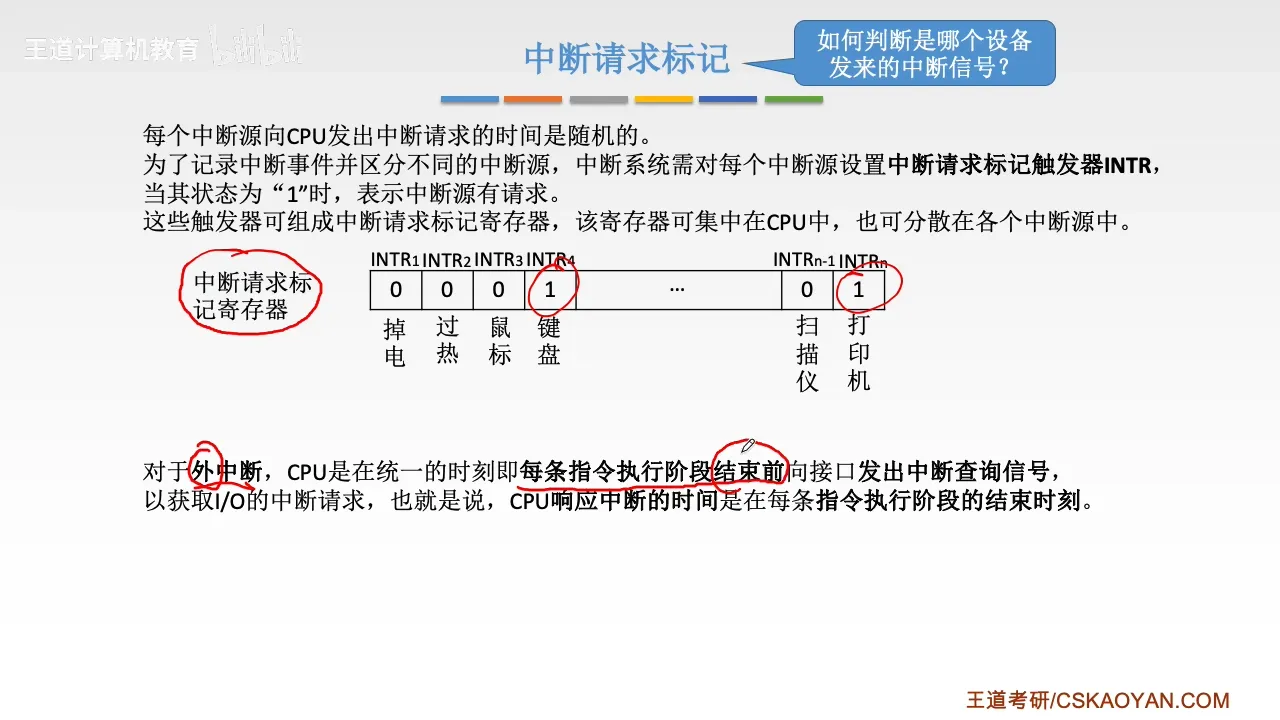 王道计算机教育 bilibili
中断请求标记
如何判断是哪个设备
发来的中断信号？
每个中断源向CPU发出中断请求的时间是随机的。
为了记录中断事件并区分不同的中断源，中断系统需对每个中断源设置中断请求标记触发器INTR，
当其状态为“1”时，表示中断源有请求。
这些触发器可组成中断请求标记寄存器，该寄存器可集中在CPU中，也可分散在各个中断源中。
中断请求标
记寄存器
INTR1 INTR2 INTR3 INTR4 INTRn-1 INTRn
0 0 0 1 … 0 1
掉电 过热 鼠标 键盘 扫描仪 打印机
对于外中断，CPU是在统一的时刻即每条指令执行阶段结束前向接口发出中断查询信号，
以获取I/O的中断请求，也就是说，CPU响应中断的时间是在每条指令执行阶段的结束时刻。
王道考研/CSKAOYAN.COM